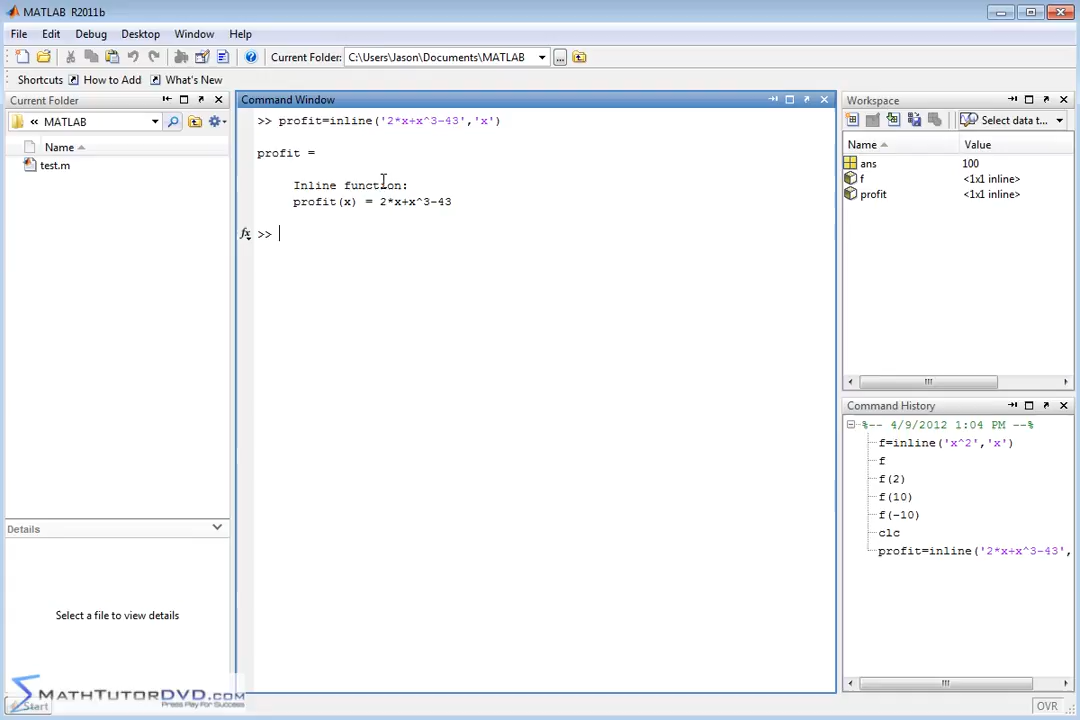 MATLAB R2011b
File Edit Debug Desktop Window Help
Current Folder: C:\Users\Jason\Documents\MATLAB ...
Shortcuts How to Add What's New
Current Folder
« MATLAB
Name
test.m
Details
Select a file to view details
MATHTUTORDVD.COM
Press Pay For Success
Start
Command Window
>> profit=inline('2*x+x^3-43','x')
profit =
Inline function:
profit(x) = 2*x+x^3-43
fx >>
Workspace
Select data t...
Name Value
ans 100
f <1x1 inline>
profit <1x1 inline>
Command History
%-- 4/9/2012 1:04 PM --%
f=inline('x^2','x')
f
f(2)
f(10)
f(-10)
clc
profit=inline('2*x+x^3-43',
OVR